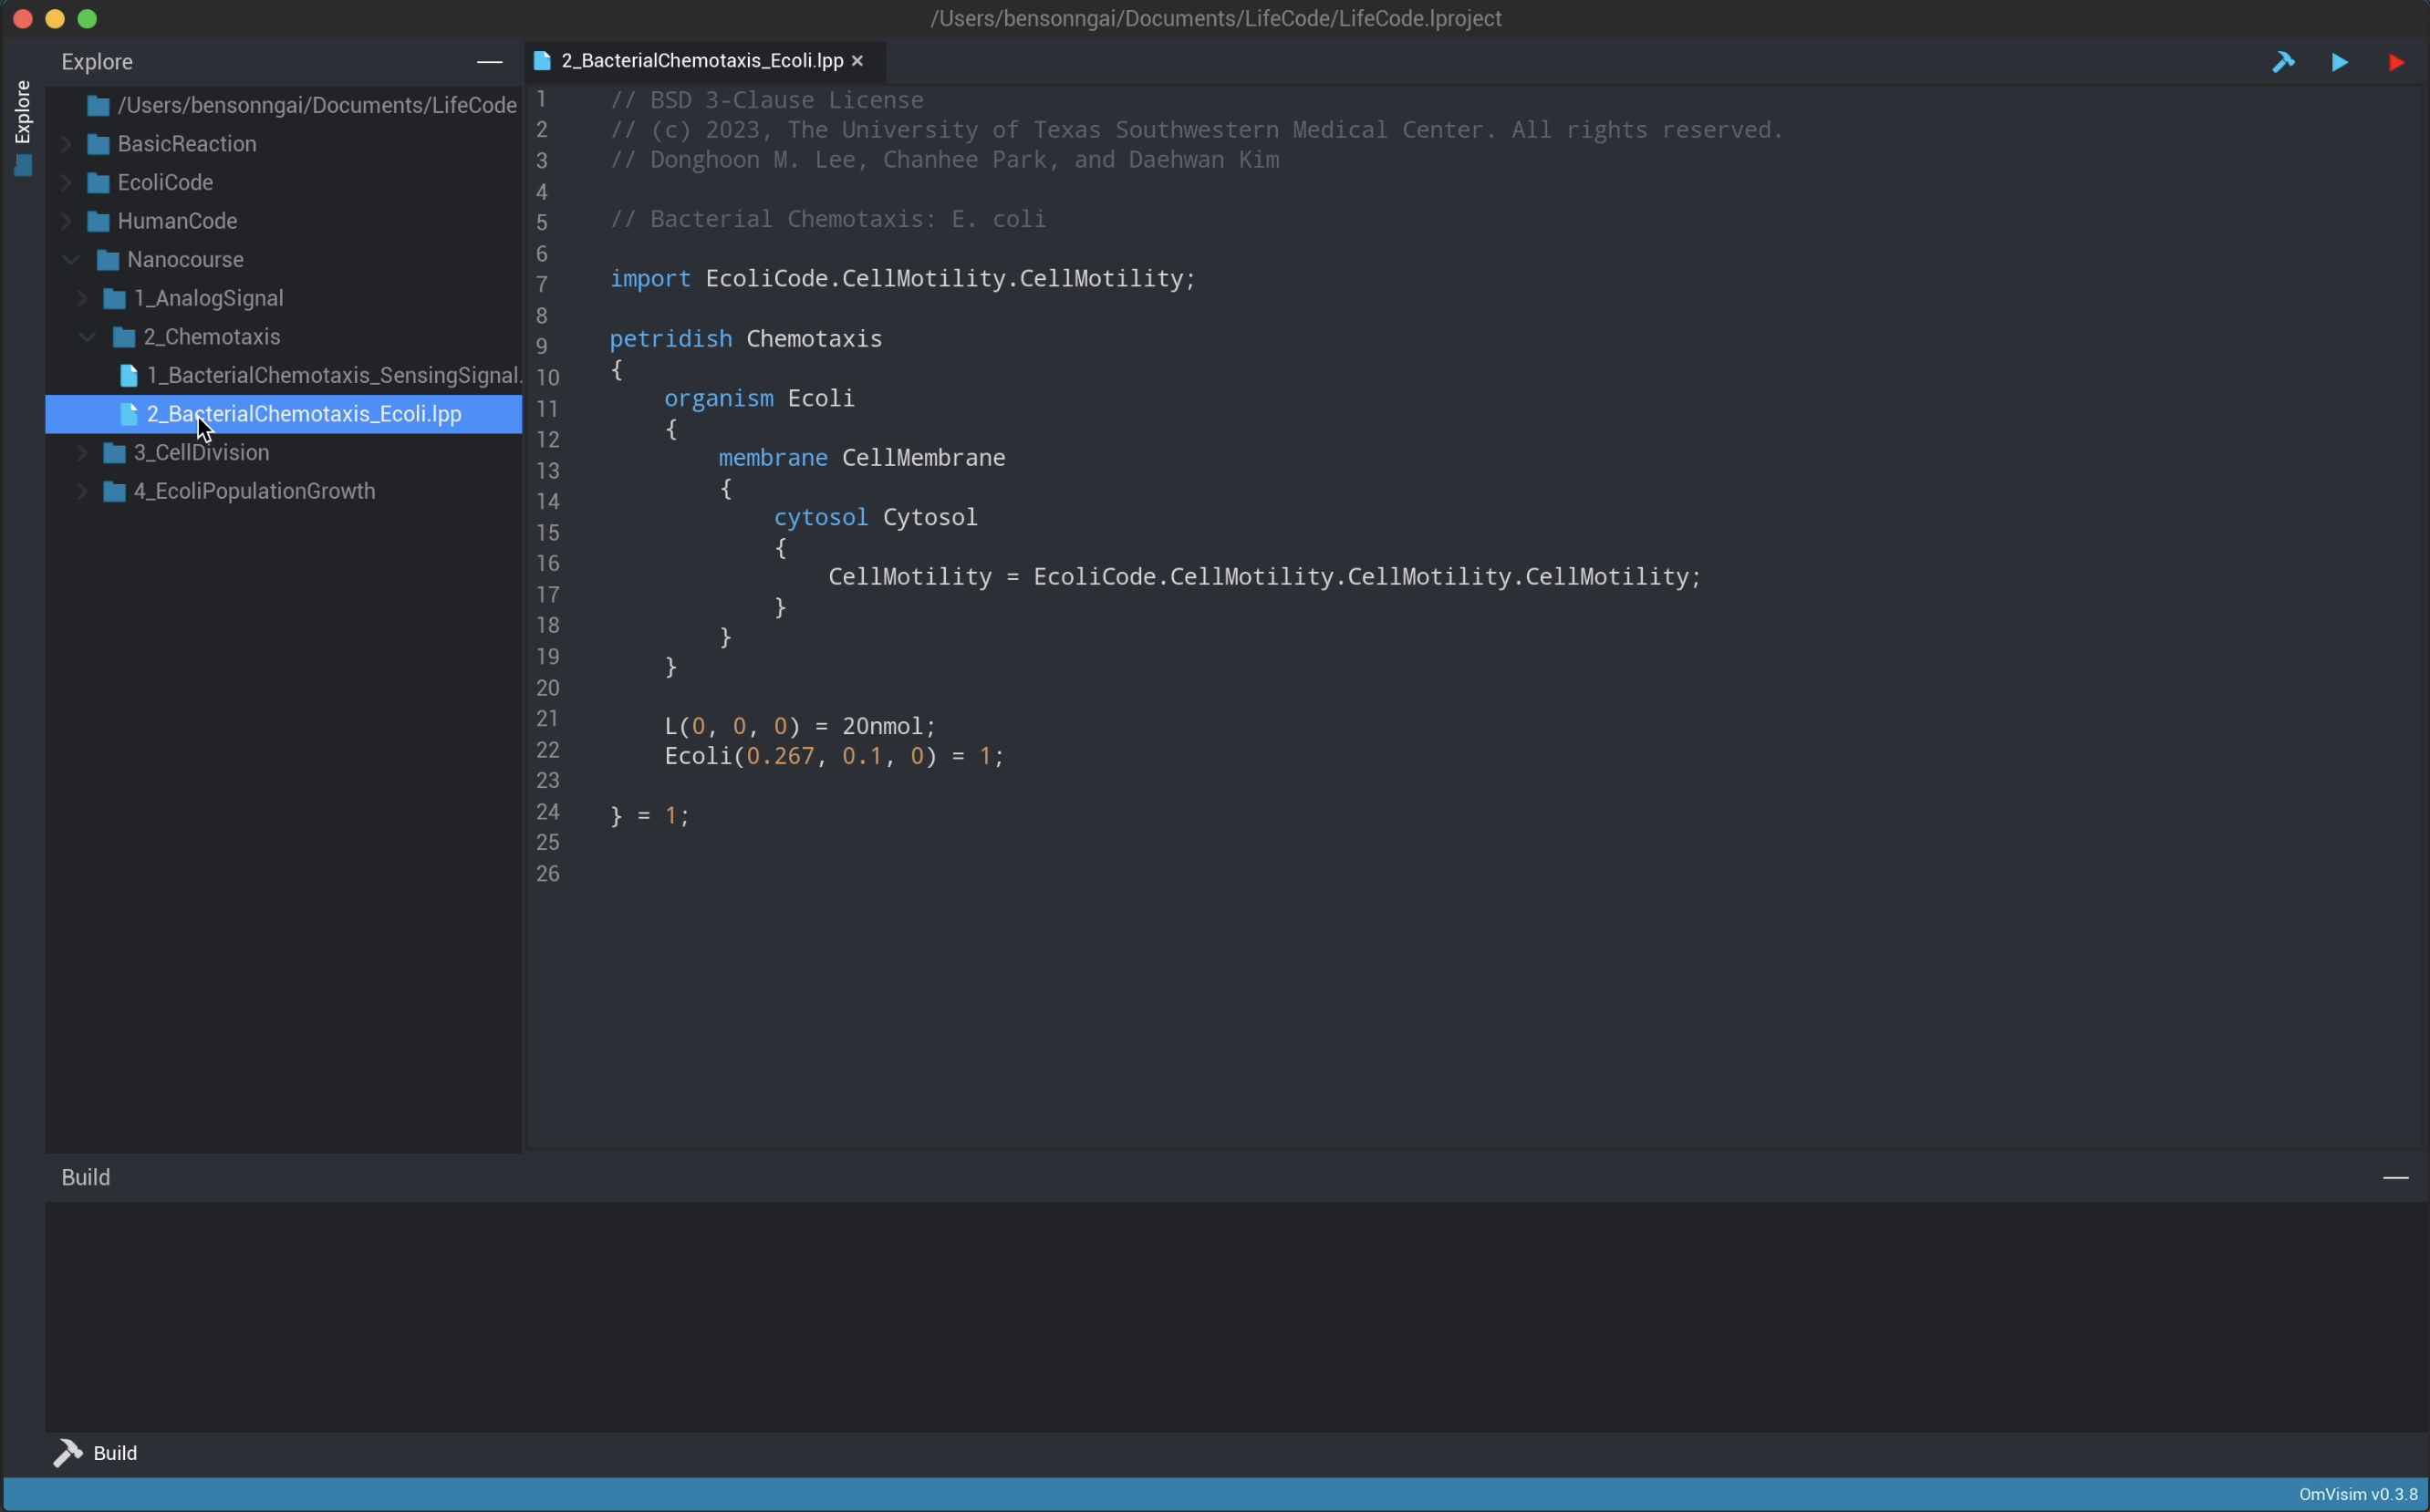 /Users/bensonngai/Documents/LifeCode/LifeCode.lproject
Explore
Explore
/Users/bensonngai/Documents/LifeCode
BasicReaction
EcoliCode
HumanCode
Nanocourse
1_AnalogSignal
2_Chemotaxis
1_BacterialChemotaxis_SensingSignal.
2_BacterialChemotaxis_Ecoli.lpp
3_CellDivision
4_EcoliPopulationGrowth
2_BacterialChemotaxis_Ecoli.lpp ×
1 // BSD 3-Clause License
2 // (c) 2023, The University of Texas Southwestern Medical Center. All rights reserved.
3 // Donghoon M. Lee, Chanhee Park, and Daehwan Kim
4
5 // Bacterial Chemotaxis: E. coli
6
7 import EcoliCode.CellMotility.CellMotility;
8
9 petridish Chemotaxis
10 {
11     organism Ecoli
12     {
13         membrane CellMembrane
14         {
15             cytosol Cytosol
16             {
17                 CellMotility = EcoliCode.CellMotility.CellMotility.CellMotility;
18             }
19         }
20     }
21
22     L(0, 0, 0) = 20nmol;
23     Ecoli(0.267, 0.1, 0) = 1;
24
25 } = 1;
26
Build
Build
OmVisim v0.3.8